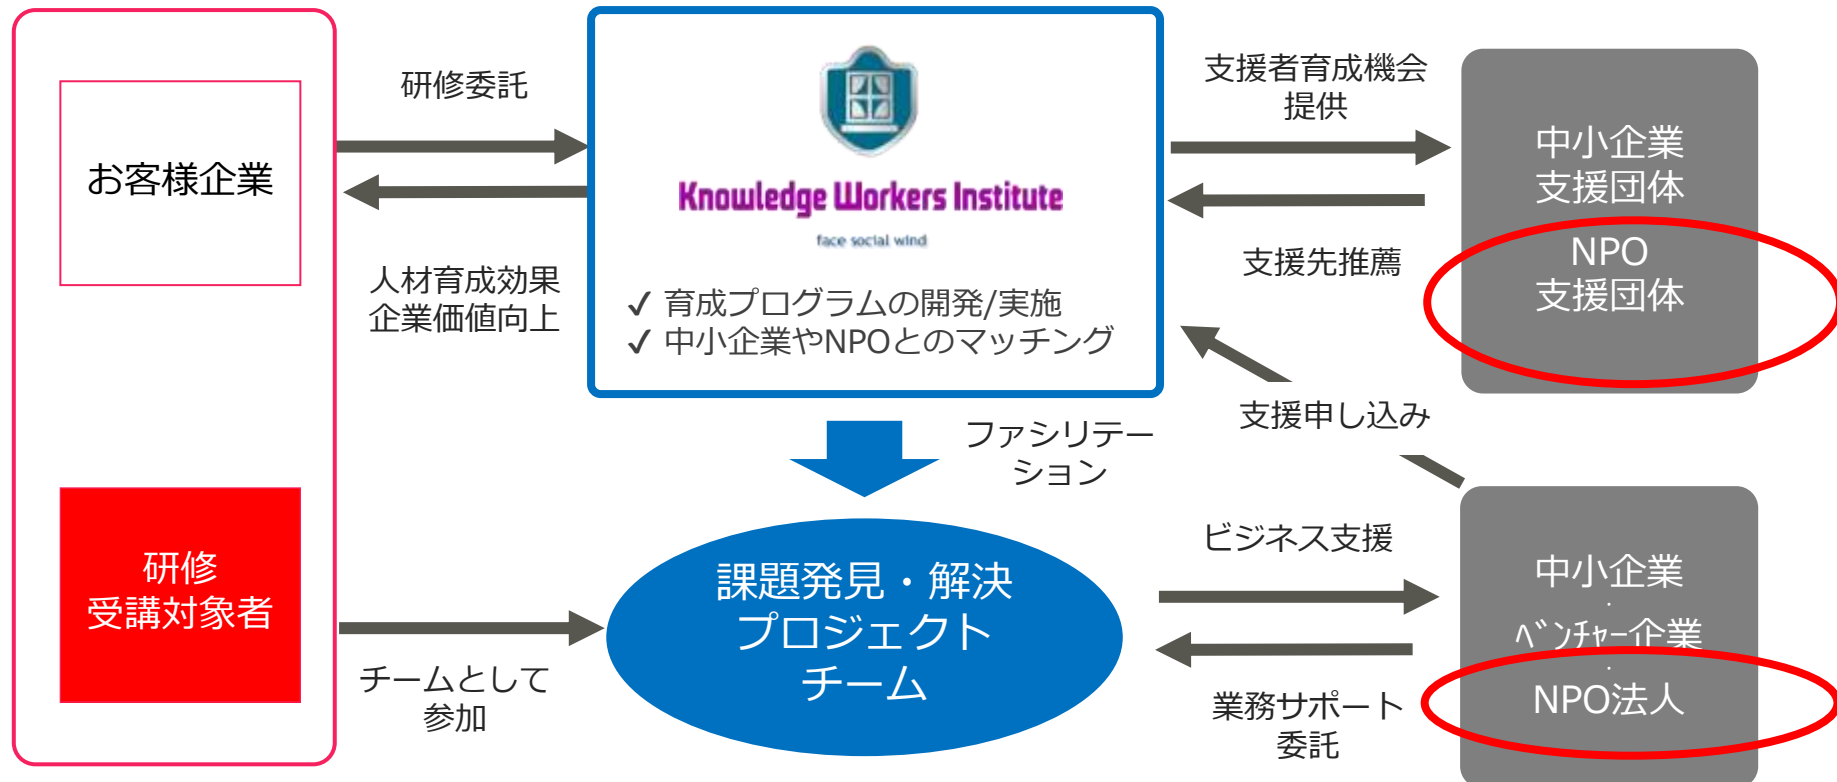 研修委託
お客様企業
人材育成効果
企業価値向上
研修
受講対象者
チームとして
参加
Knowledge Workers Institute
face social wind
✓ 育成プログラムの開発/実施
✓ 中小企業やNPOとのマッチング
ファシリテー
ション
課題発見・解決
プロジェクト
チーム
支援者育成機会
提供
支援先推薦
支援申し込み
ビジネス支援
業務サポート
委託
中小企業
支援団体
NPO
支援団体
中小企業
・
ﾍﾞﾝﾁｬｰ企業
・
NPO法人